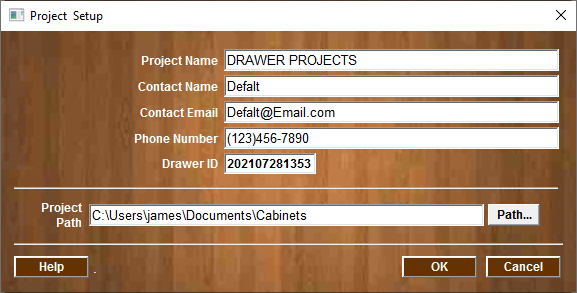 Project Setup
Project Name DRAWER PROJECTS
Contact Name Defalt
Contact Email Defalt@Email.com
Phone Number (123)456-7890
Drawer ID 202107281353
Project
Path C:\Users\james\Documents\Cabinets Path...
Help . OK Cancel